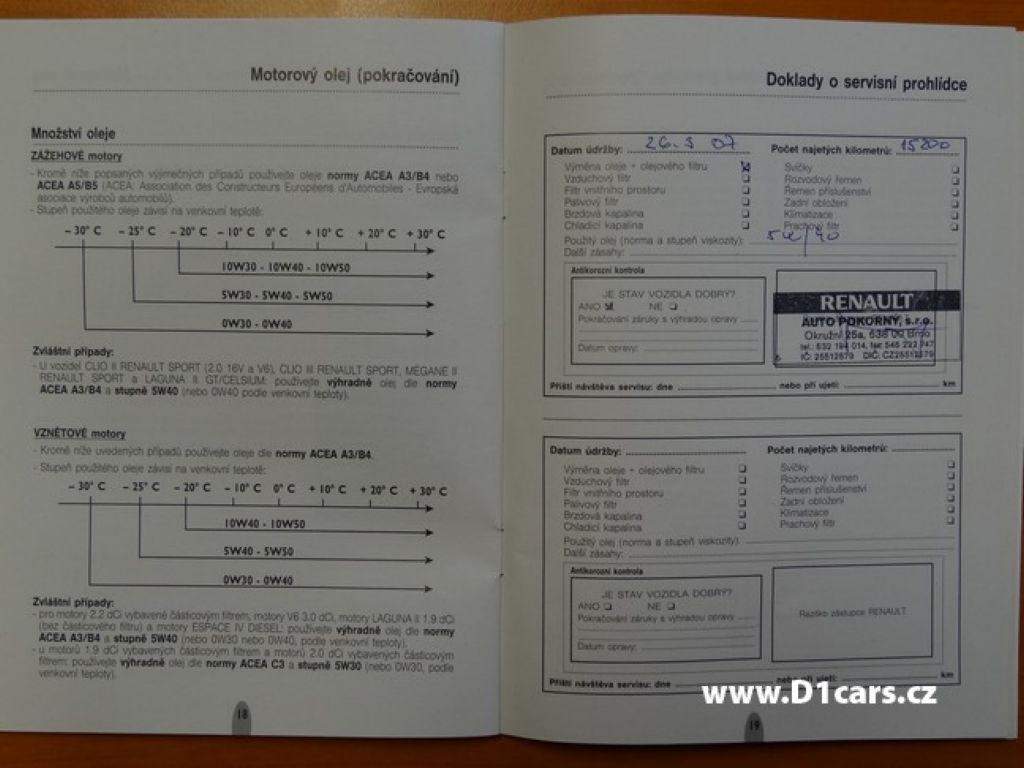 Motorový olej (pokračování)
Množství oleje
ZÁŽEHOVÉ motory
- Kromě níže popsaných výjimečných případů používejte oleje normy ACEA A3/B4 nebo
ACEA A5/B5 (ACEA: Association des Constructeurs Européens d'Automobiles - Evropská
asociace výrobců automobilů).
- Stupeň použitého oleje závisí na venkovní teplotě:
- 30° C - 25° C - 20° C - 10° C 0° C + 10° C + 20° C + 30° C
10W30 - 10W40 - 10W50
5W30 - 5W40 - 5W50
0W30 - 0W40
Zvláštní případy:
- U vozidel CLIO II RENAULT SPORT (2.0 16V a V6), CLIO III RENAULT SPORT, MÉGANE II
RENAULT SPORT a LAGUNA II GT/CELSIUM: používejte výhradně olej dle normy
ACEA A3/B4 a stupně 5W40 (nebo 0W40 podle venkovní teploty).
VZNĚTOVÉ motory
- Kromě níže uvedených případů používejte oleje dle normy ACEA A3/B4.
- Stupeň použitého oleje závisí na venkovní teplotě:
- 30° C - 25° C - 20° C - 10° C 0° C + 10° C + 20° C + 30° C
10W40 - 10W50
5W40 - 5W50
0W30 - 0W40
Zvláštní případy:
- pro motory 2.2 dCi vybavené částicovým filtrem, motory V6 3.0 dCi, motory LAGUNA II 1.9 dCi
(bez částicového filtru) a motory ESPACE IV DIESEL: používejte výhradně olej dle normy
ACEA A3/B4 a stupně 5W40 (nebo 0W30 nebo 0W40, podle venkovní teploty).
- u motorů 1.9 dCi vybavených částicovým filtrem a motorů 2.0 dCi vybavených částicovým
filtrem: používejte výhradně olej dle normy ACEA C3 a stupně 5W30 (nebo 0W30, podle
venkovní teploty).
18
Doklady o servisní prohlídce
Datum údržby: 26. 3 07 Počet najetých kilometrů: 15200
Výměna oleje + olejového filtru Svíčky
Vzduchový filtr Rozvodový řemen
Filtr vnitřního prostoru Řemen příslušenství
Palivový filtr Zadní obložení
Brzdová kapalina Klimatizace
Chladicí kapalina Prachový filtr
Použitý olej (norma a stupeň viskozity): 5W/40
Další zásahy:
Antikorozní kontrola
JE STAV VOZIDLA DOBRÝ?
ANO NE
Pokračování záruky s výhradou opravy
Datum opravy:
RENAULT
AUTO POKORNÝ, s.r.o.
Okružní 25a, 638 00 Brno
IČ: 25512579 DIČ: CZ25512579
Příští návštěva servisu: dne nebo při ujetí: km
Datum údržby: Počet najetých kilometrů:
Výměna oleje + olejového filtru Svíčky
Vzduchový filtr Rozvodový řemen
Filtr vnitřního prostoru Řemen příslušenství
Palivový filtr Zadní obložení
Brzdová kapalina Klimatizace
Chladicí kapalina Prachový filtr
Použitý olej (norma a stupeň viskozity):
Další zásahy:
Antikorozní kontrola
JE STAV VOZIDLA DOBRÝ?
ANO NE
Pokračování záruky s výhradou opravy
Datum opravy:
Razítko zástupce RENAULT
Příští návštěva servisu: dne nebo při ujetí: km
www.D1cars.cz
19